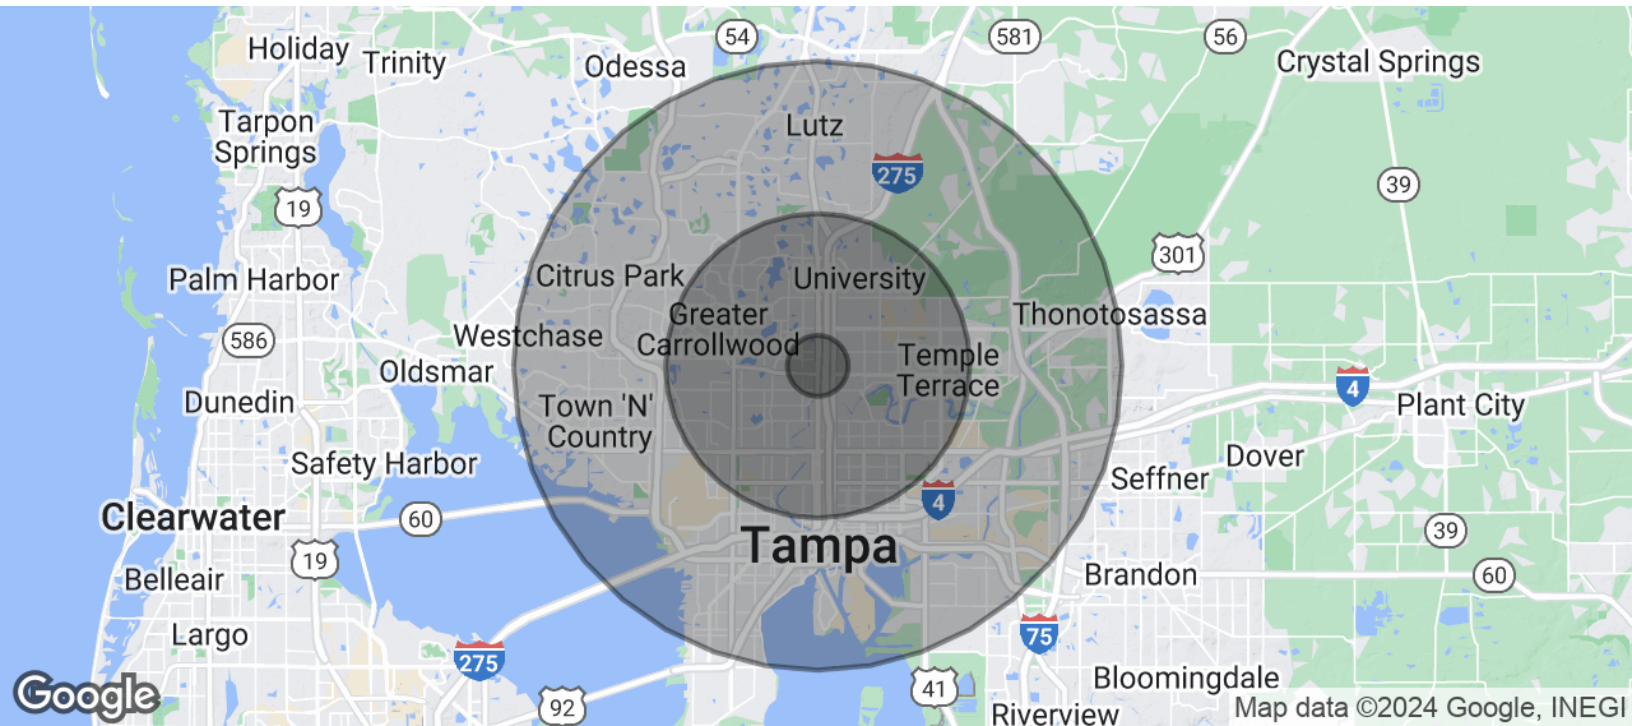 54
581
56
Holiday
Trinity
Odessa
Crystal Springs
Tarpon
Springs
Lutz
275
39
19
301
Palm Harbor
Citrus Park
University
Greater
Carrollwood
Thonotosassa
586
Westchase
Oldsmar
Temple
Terrace
4
Dunedin
Town 'N'
Country
Plant City
Safety Harbor
Dover
Seffner
4
Clearwater
60
39
Tampa
19
Belleair
Brandon
60
Largo
75
275
Bloomingdale
41
Google
92
Riverview
Map data ©2024 Google, INEGI